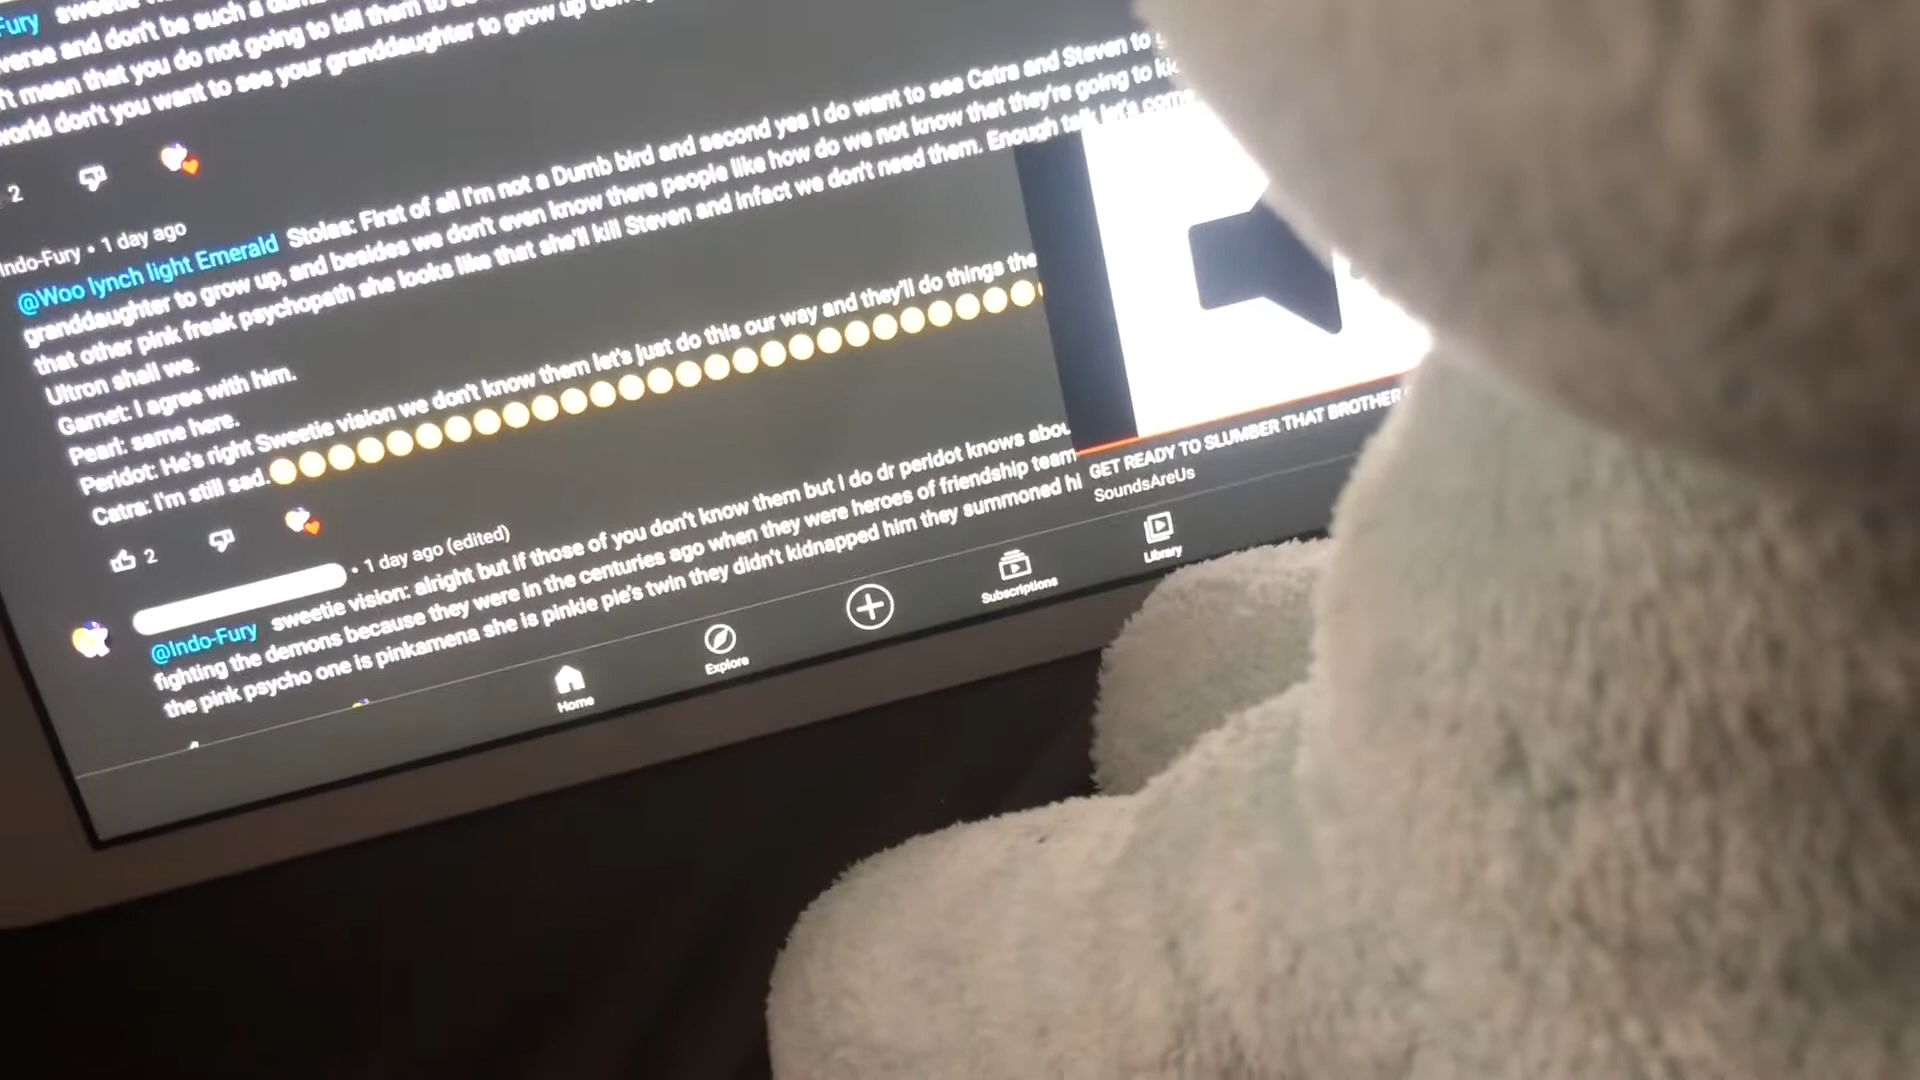 Fury sweetie
verse and don't be such a
't mean that you do not going to kill them to
world don't you want to see your granddaughter to grow up
2
Indo-Fury • 1 day ago
@Woo lynch light Emerald Stolas: First of all I'm not a Dumb bird and second yes I do want to see Catra and Steven to
granddaughter to grow up, and besides we don't even know there people like how do we not know that they're going to
that other pink freak psychopath she looks like that she'll kill Steven and infact we don't need them. Enough talk let's
Ultron shall we.
Garnet: I agree with him.
Pearl: same here.
Peridot: He's right Sweetie vision we don't know them let's just do this our way and they'll do things
Catra: I'm still sad.
2
• 1 day ago (edited)
@Indo-Fury sweetie vision: alright but if those of you don't know them but I do dr peridot knows
fighting the demons because they were in the centuries ago when they were heroes of friendship team
the pink psycho one is pinkamena she is pinkie pie's twin they didn't kidnapped him they summoned
GET READY TO SLUMBER THAT BROTHER
SoundsAreUs
Home
Explore
Subscriptions
Library